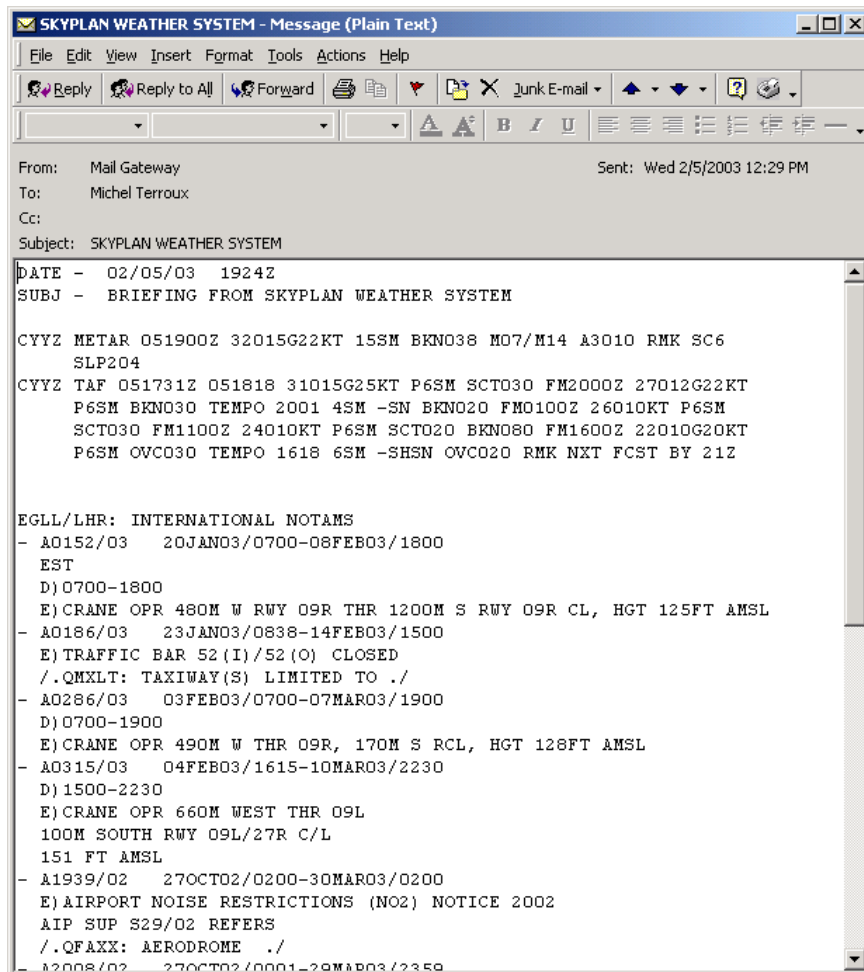 SKYPLAN WEATHER SYSTEM - Message (Plain Text)
File Edit View Insert Format Tools Actions Help
Reply Reply to All Forward Junk E-mail
A A B I U
From: Mail Gateway Sent: Wed 2/5/2003 12:29 PM
To: Michel Terroux
Cc:
Subject: SKYPLAN WEATHER SYSTEM
DATE - 02/05/03 1924Z
SUBJ - BRIEFING FROM SKYPLAN WEATHER SYSTEM
CYYZ METAR 051900Z 32015G22KT 15SM BKN038 M07/M14 A3010 RMK SC6
SLP204
CYYZ TAF 051731Z 051818 31015G25KT P6SM SCT030 FM2000Z 27012G22KT
P6SM BKN030 TEMPO 2001 4SM -SN BKN020 FM0100Z 26010KT P6SM
SCT030 FM1100Z 24010KT P6SM SCT020 BKN080 FM1600Z 22010G20KT
P6SM OVC030 TEMPO 1618 6SM -SHSN OVC020 RMK NXT FCST BY 21Z
EGLL/LHR: INTERNATIONAL NOTAMS
- A0152/03 20JAN03/0700-08FEB03/1800
EST
D)0700-1800
E)CRANE OPR 480M W RWY 09R THR 1200M S RWY 09R CL, HGT 125FT AMSL
- A0186/03 23JAN03/0838-14FEB03/1500
E)TRAFFIC BAR 52(I)/52(O) CLOSED
/.QMXLT: TAXIWAY(S) LIMITED TO ./
- A0286/03 03FEB03/0700-07MAR03/1900
D)0700-1900
E)CRANE OPR 490M W THR 09R, 170M S RCL, HGT 128FT AMSL
- A0315/03 04FEB03/1615-10MAR03/2230
D)1500-2230
E)CRANE OPR 660M WEST THR 09L
100M SOUTH RWY 09L/27R C/L
151 FT AMSL
- A1939/02 27OCT02/0200-30MAR03/0200
E)AIRPORT NOISE RESTRICTIONS (NO2) NOTICE 2002
AIP SUP S29/02 REFERS
/.QFAXX: AERODROME ./
- A2008/02 27OCT02/0001-29MAR03/2359